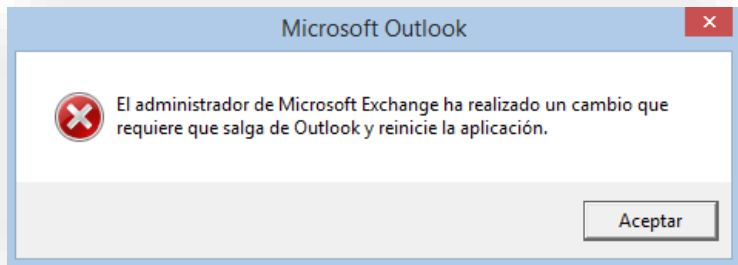 Microsoft Outlook
El administrador de Microsoft Exchange ha realizado un cambio que
requiere que salga de Outlook y reinicie la aplicación.
Aceptar